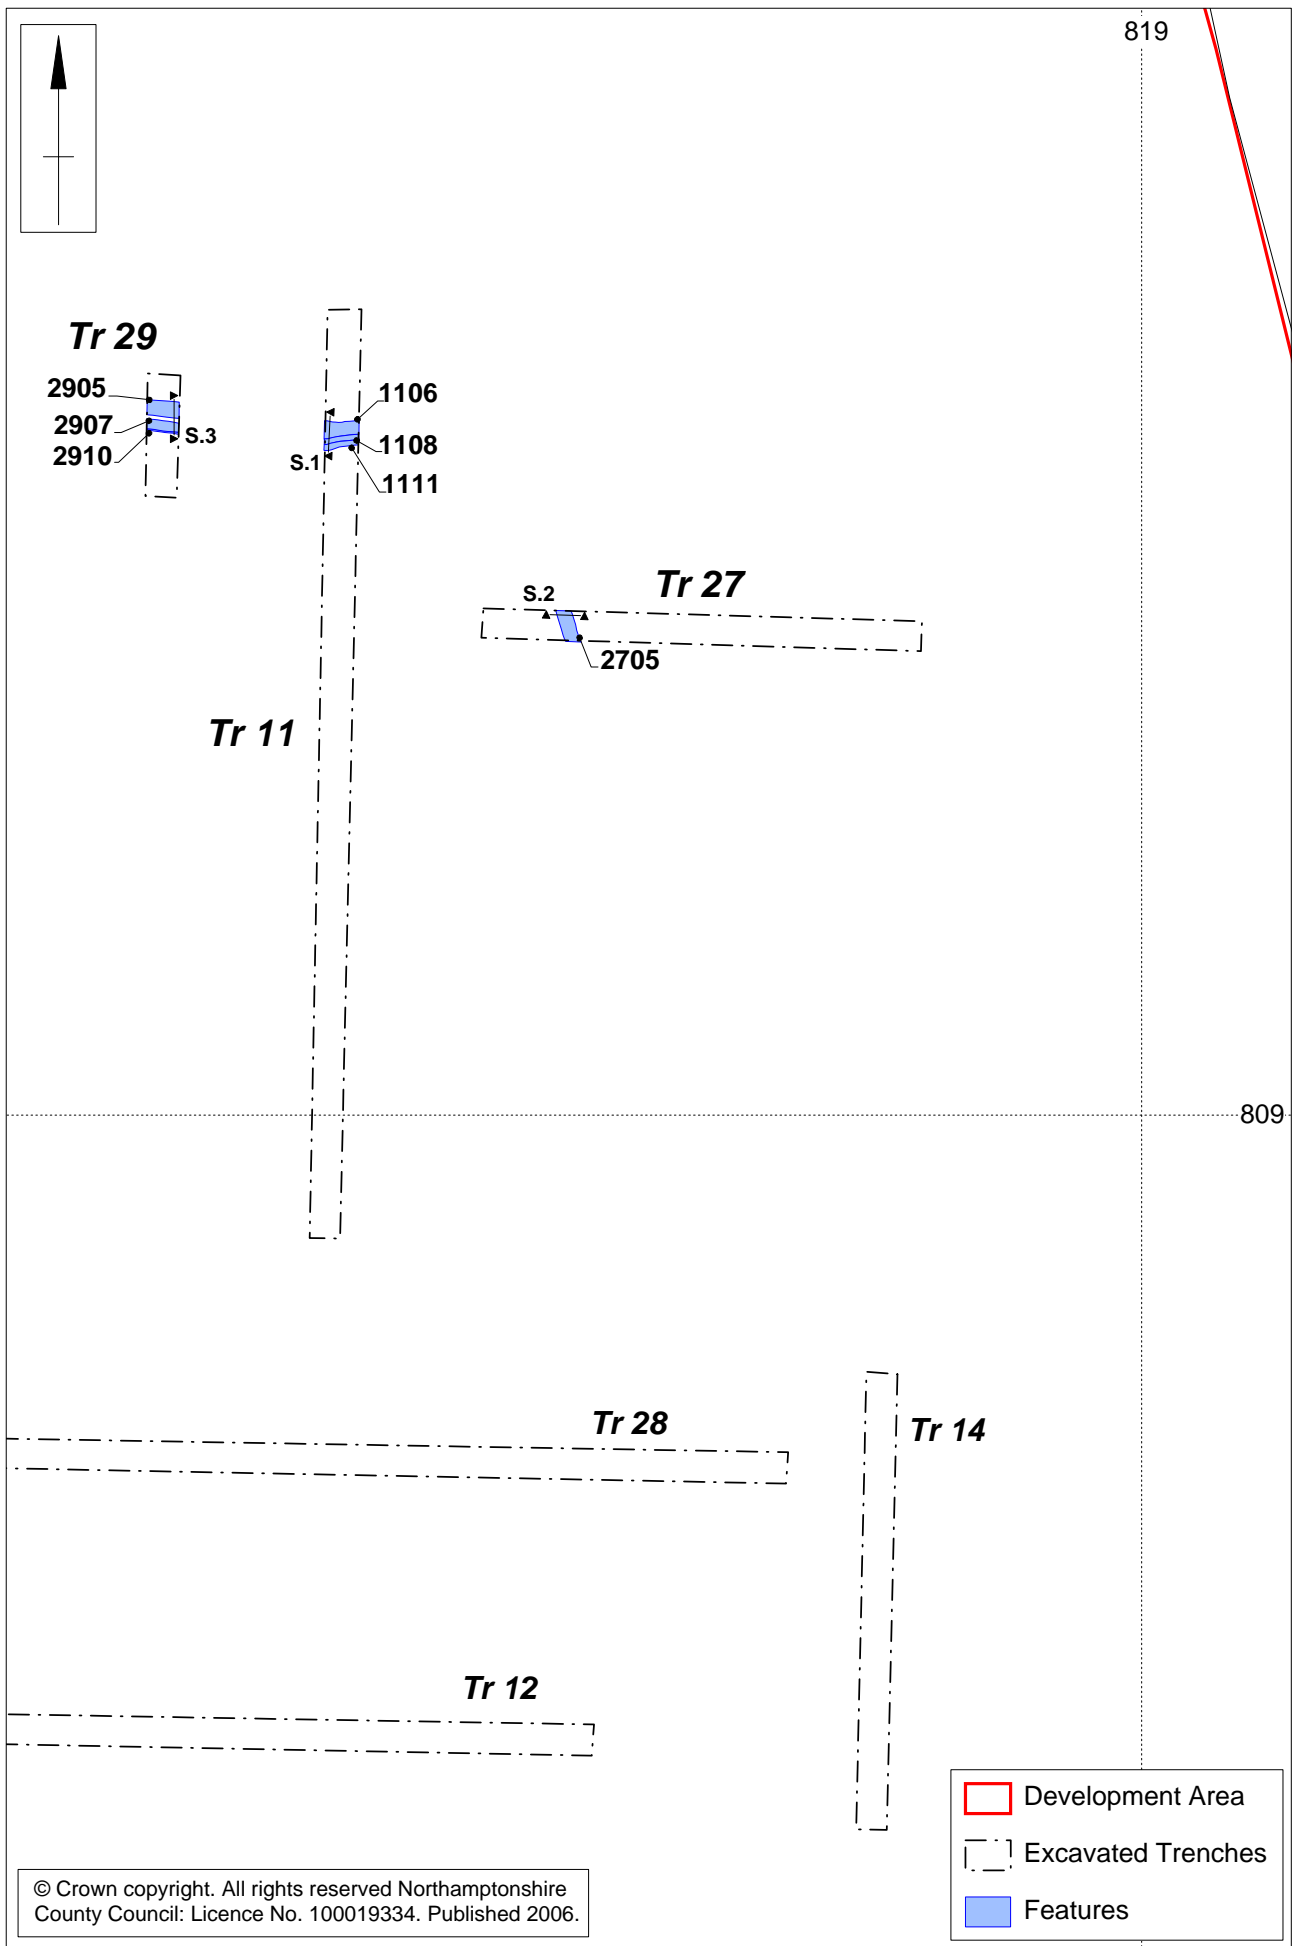 819
Tr 29
2905
2907
2910
S.3
1106
1108
1111
S.1
Tr 27
S.2
2705
Tr 11
809
Tr 28
Tr 14
Tr 12
Development Area
Excavated Trenches
Features
© Crown copyright. All rights reserved Northamptonshire
County Council: Licence No. 100019334. Published 2006.